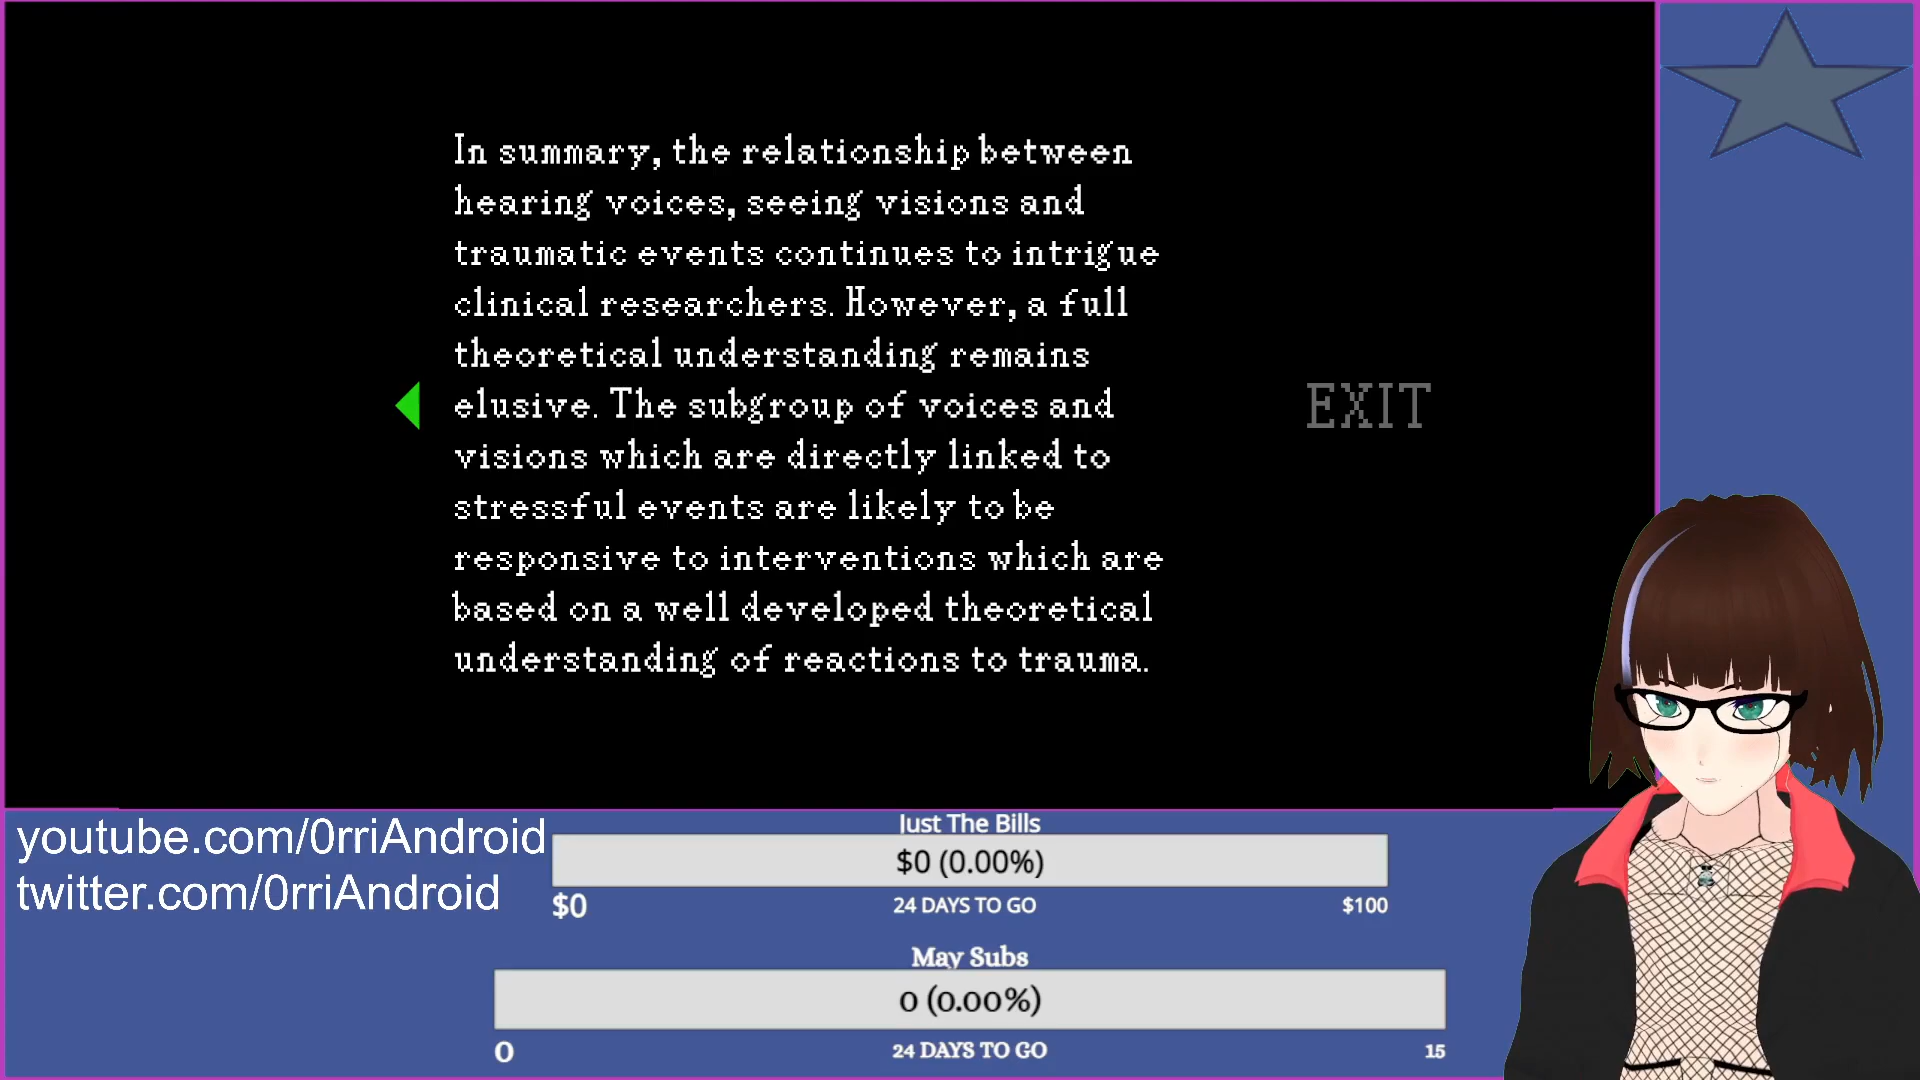 In summary, the relationship between
hearing voices, seeing visions and
traumatic events continues to intrigue
clinical researchers. However, a full
theoretical understanding remains
elusive. The subgroup of voices and
visions which are directly linked to
stressful events are likely to be
responsive to interventions which are
based on a well developed theoretical
understanding of reactions to trauma.
EXIT
youtube.com/0rriAndroid
twitter.com/0rriAndroid
Just The Bills
$0 (0.00%)
$0 24 DAYS TO GO $100
May Subs
0 (0.00%)
0 24 DAYS TO GO 15